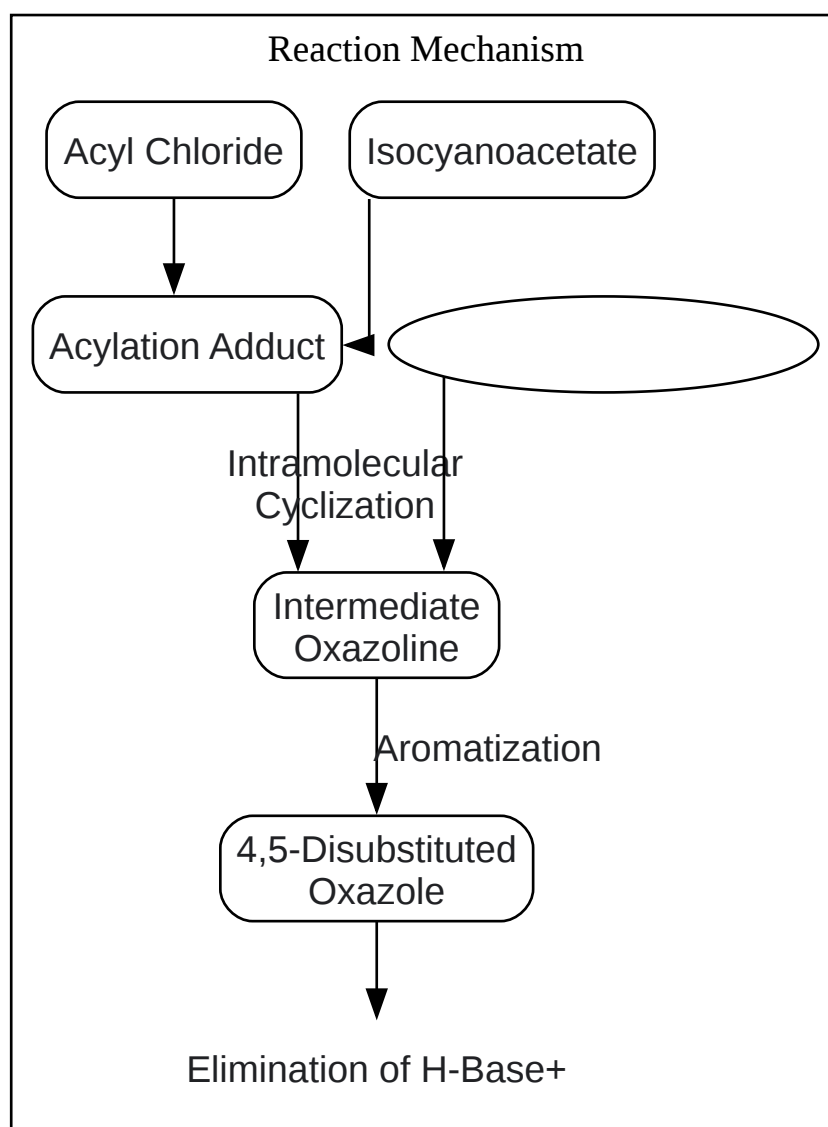 Reaction Mechanism
Acyl Chloride
Isocyanoacetate
Acylation Adduct
Intramolecular
Cyclization
Intermediate
Oxazoline
Aromatization
4,5-Disubstituted
Oxazole
Elimination of H-Base+